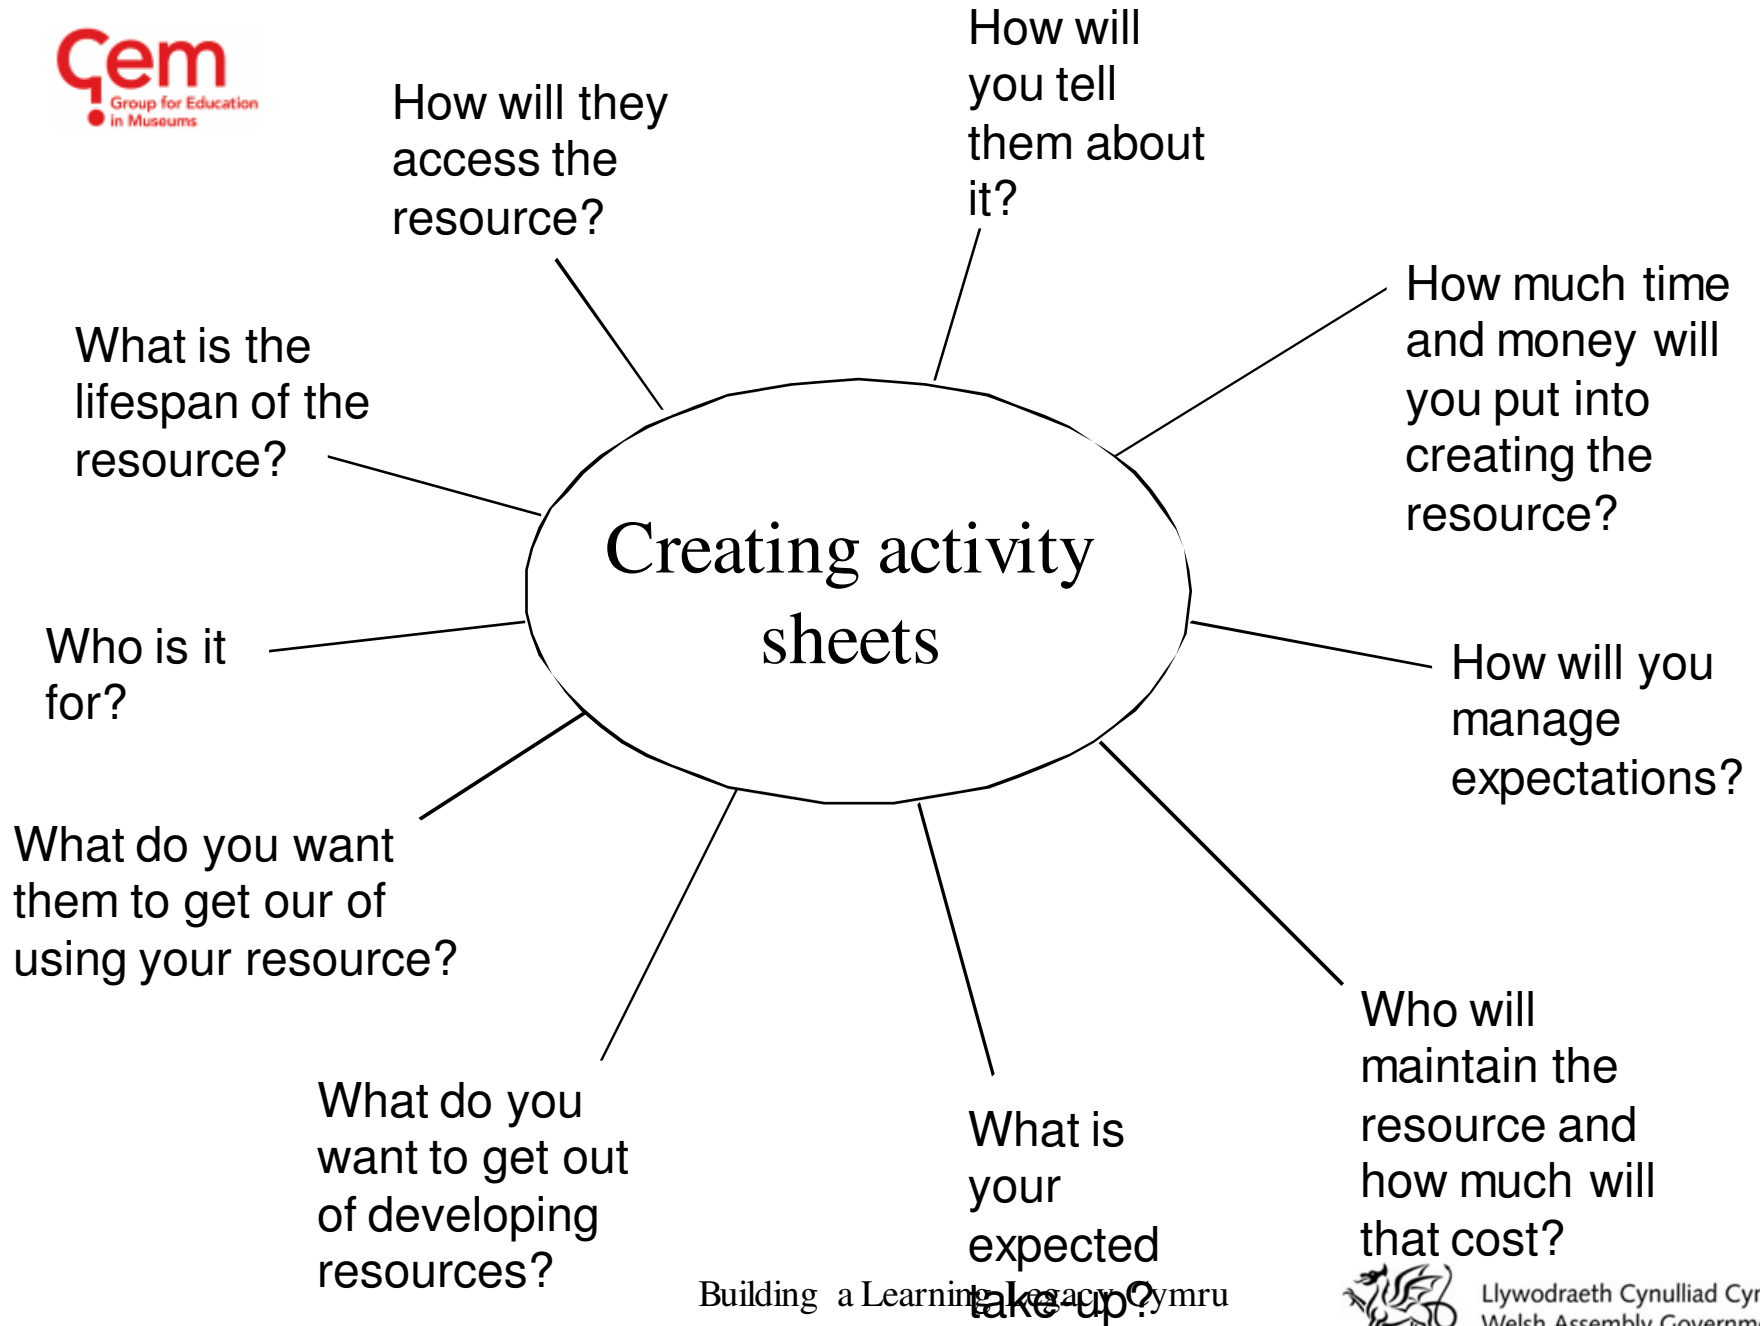 Gem
Group for Education
in Museums
How will they
access the
resource?
How will
you tell
them about
it?
How much time
and money will
you put into
creating the
resource?
What is the
lifespan of the
resource?
Creating activity
sheets
Who is it
for?
How will you
manage
expectations?
What do you want
them to get our of
using your resource?
Who will
maintain the
resource and
how much will
that cost?
What do you
want to get out
of developing
resources?
What is
your
expected
take-up?
Building a Learning Legacy Cymru
Llywodraeth Cynulliad Cyr
Welsh Assembly Governme